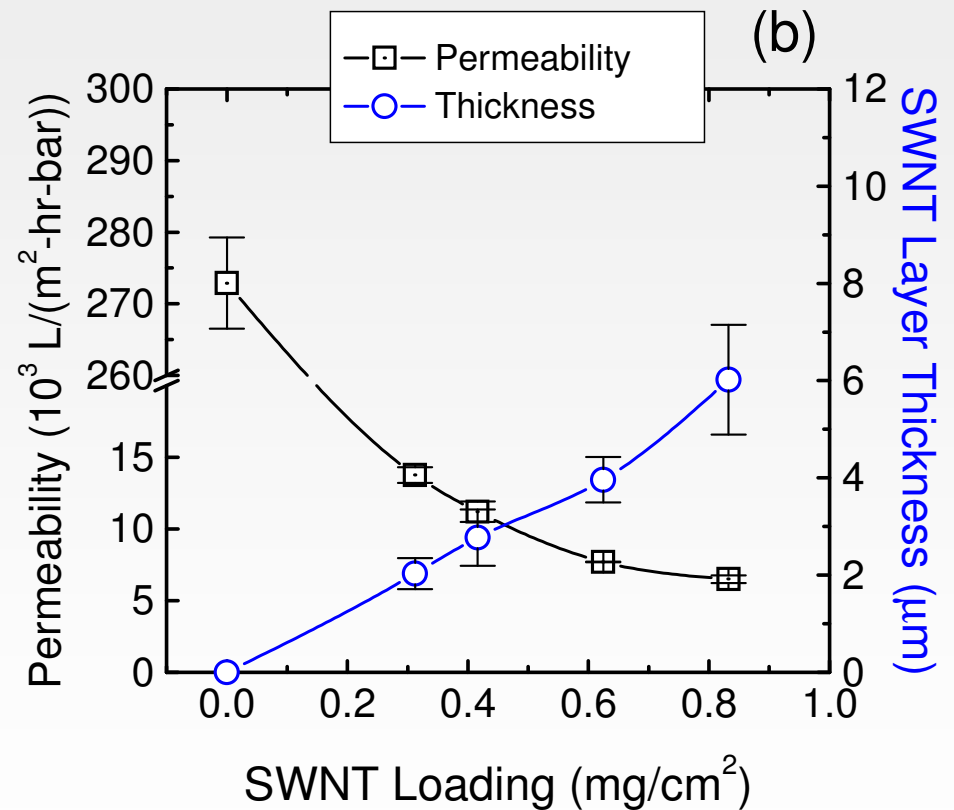 (b)
Permeability
Thickness
Permeability (10³ L/(m²-hr-bar))
300
290
280
270
260
15
10
5
0
12
10
8
6
4
2
0
SWNT Layer Thickness (μm)
0.0 0.2 0.4 0.6 0.8 1.0
SWNT Loading (mg/cm²)